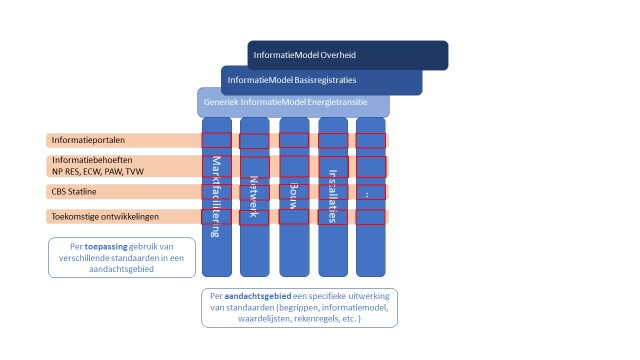 InformatieModel Overheid
InformatieModel Basisregistraties
Generiek InformatieModel Energietransitie
Informatieportalen
Informatiebehoeften
NP RES, ECW, PAW, TVW
CBS Statline
Toekomstige ontwikkelingen
Marktfacilitering
Netwerk
Bouw
Installaties
..
Per toepassing gebruik van
verschillende standaarden in een
aandachtsgebied
Per aandachtsgebied een specifieke uitwerking
van standaarden (begrippen, informatiemodel,
waardelijsten, rekenregels, etc. )